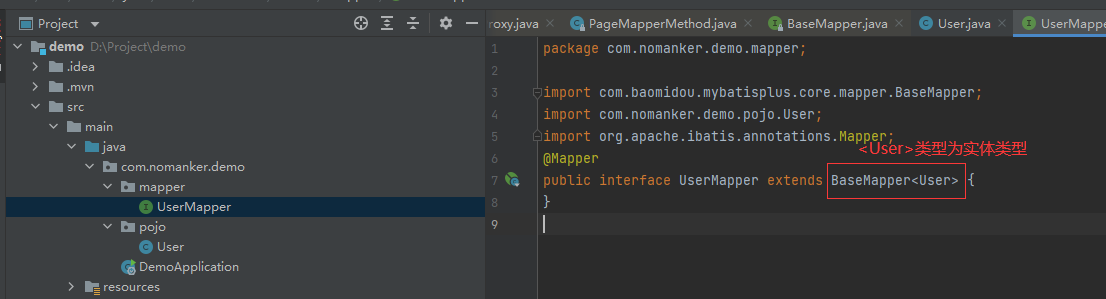 Project
roxy.java
PageMapperMethod.java
BaseMapper.java
User.java
UserMappe
demo D:\Project\demo
.idea
.mvn
src
main
java
com.nomanker.demo
mapper
UserMapper
pojo
User
DemoApplication
resources
1 package com.nomanker.demo.mapper;
2
3 import com.baomidou.mybatisplus.core.mapper.BaseMapper;
4 import com.nomanker.demo.pojo.User;
5 import org.apache.ibatis.annotations.Mapper;
<User>类型为实体类型
6 @Mapper
7 public interface UserMapper extends BaseMapper<User> {
8 }
9